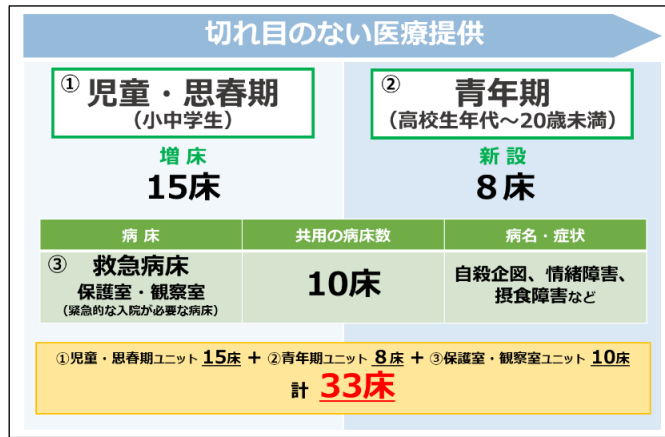 切れ目のない医療提供
① 児童・思春期
（小中学生）
増床
15床
② 青年期
（高校生年代～20歳未満）
新設
8床
病床 共用の病床数 病名・症状
③ 救急病床
保護室・観察室
（緊急的な入院が必要な病床）
10床
自殺企図、情緒障害、
摂食障害など
①児童・思春期ユニット 15床 ＋ ②青年期ユニット 8床 ＋ ③保護室・観察室ユニット 10床
計 33床